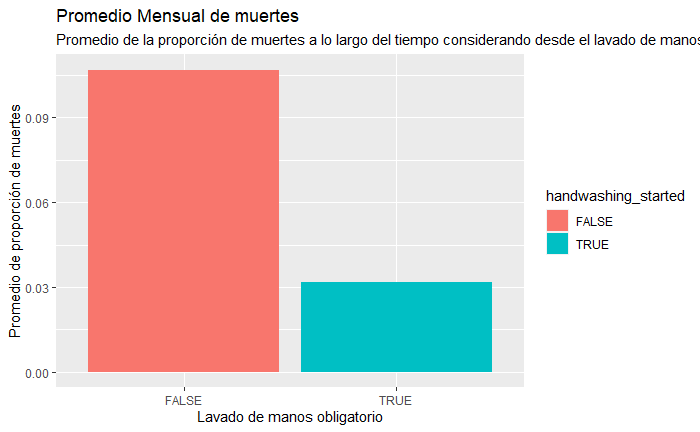 Promedio Mensual de muertes
Promedio de la proporción de muertes a lo largo del tiempo considerando desde el lavado de manos
Promedio de proporción de muertes
0.09
0.06
0.03
0.00
FALSE
TRUE
Lavado de manos obligatorio
handwashing_started
FALSE
TRUE